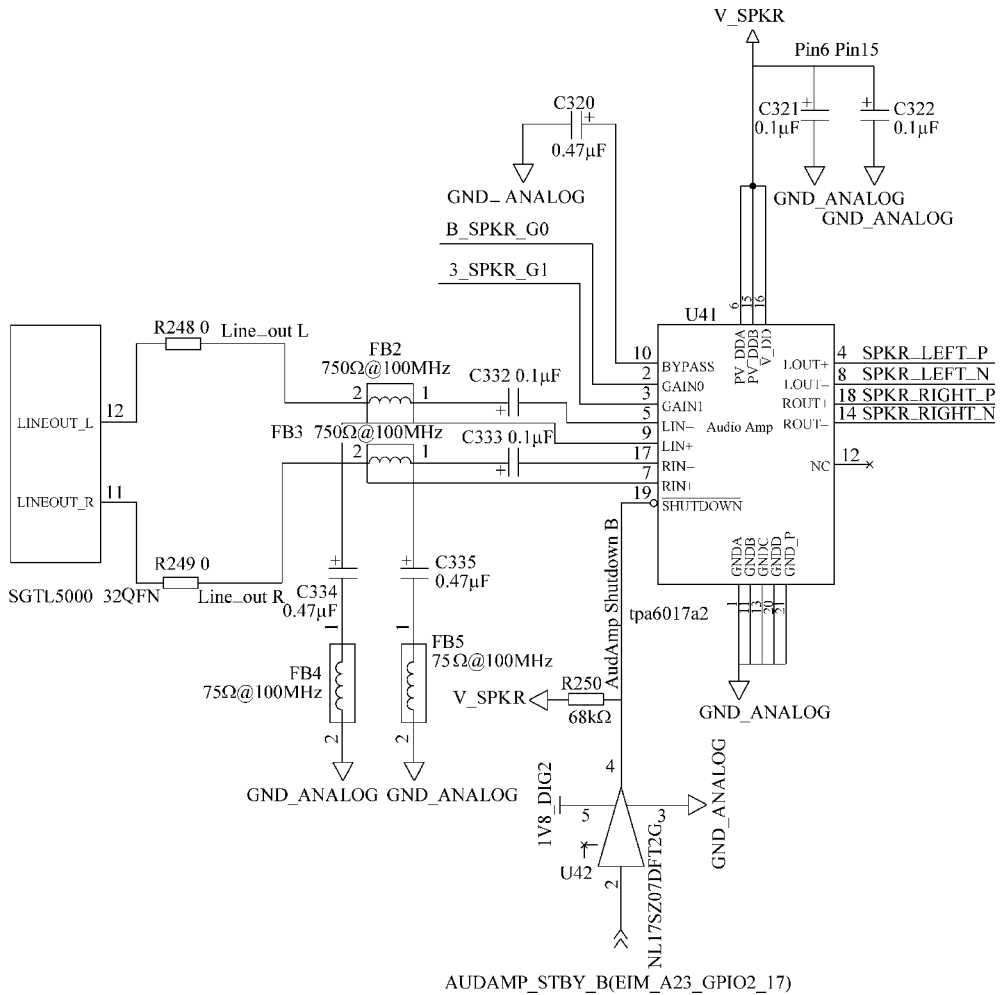 V_SPKR
Pin6 Pin15
C320
+
0.47μF
GND_ANALOG
+
C321
0.1μF
+
C322
0.1μF
GND_ANALOG
GND_ANALOG
B_SPKR_G0
3_SPKR_G1
U41
6
15
16
PV_DDA
PV_DDB
V_DD
R248 0
Line_out L
FB2
750Ω@100MHz
2
1
C332 0.1μF
+
FB3 750Ω@100MHz
2
1
C333 0.1μF
+
LINEOUT_L
12
LINEOUT_R
11
SGTL5000 32QFN
R249 0
Line_out R
10 BYPASS
2 GAIN0
3 GAIN1
5 LIN−
9 LIN+
17 RIN−
7 RIN+
19 SHUTDOWN
Audio Amp
LOUT+ 4 SPKR_LEFT_P
LOUT− 8 SPKR_LEFT_N
ROUT+ 18 SPKR_RIGHT_P
ROUT− 14 SPKR_RIGHT_N
NC 12
GNDA
GNDB
GNDC
GNDD
GND_P
1
11
13
20
21
tpa6017a2
GND_ANALOG
+
C334
0.47μF
+
C335
0.47μF
1
FB4
75Ω@100MHz
2
1
FB5
75Ω@100MHz
2
GND_ANALOG GND_ANALOG
AudAmp Shutdown B
V_SPKR
R250
68kΩ
4
1V8_DIG2
5
3
GND_ANALOG
U42
2
NL17SZ07DFT2G
AUDAMP_STBY_B(EIM_A23_GPIO2_17)